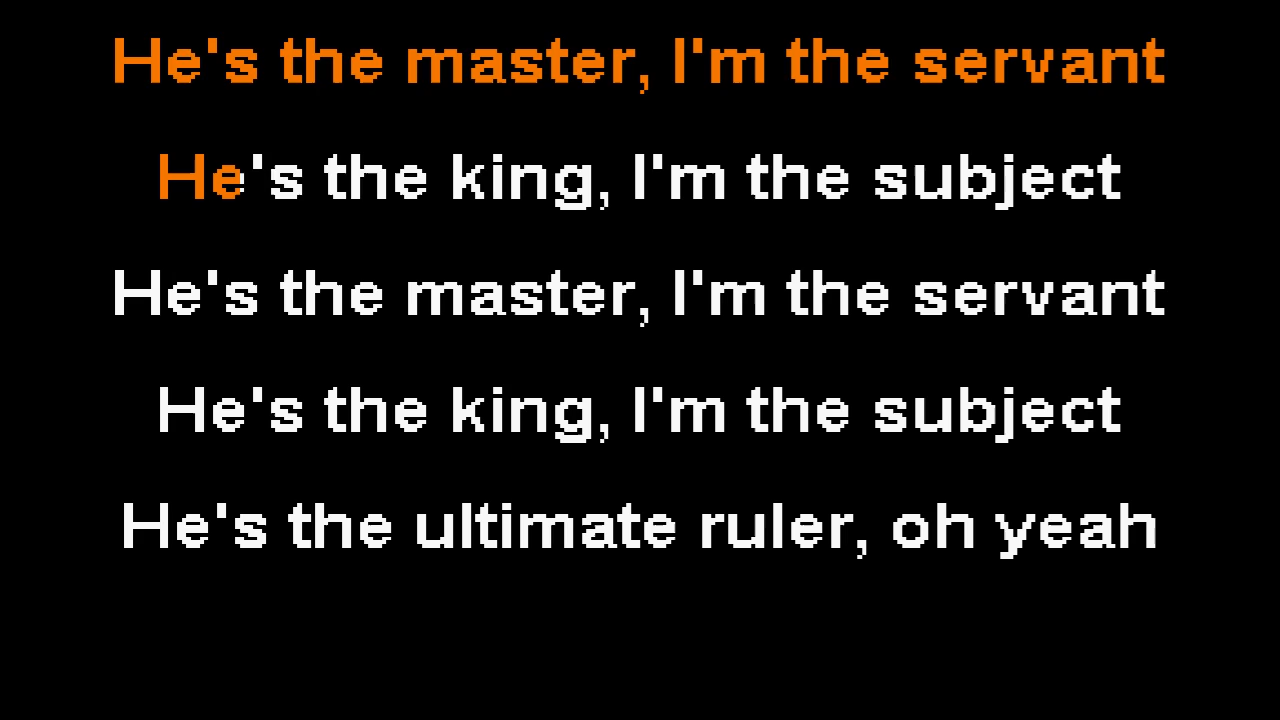 He's the master, I'm the servant
He's the king, I'm the subject
He's the master, I'm the servant
He's the king, I'm the subject
He's the ultimate ruler, oh yeah